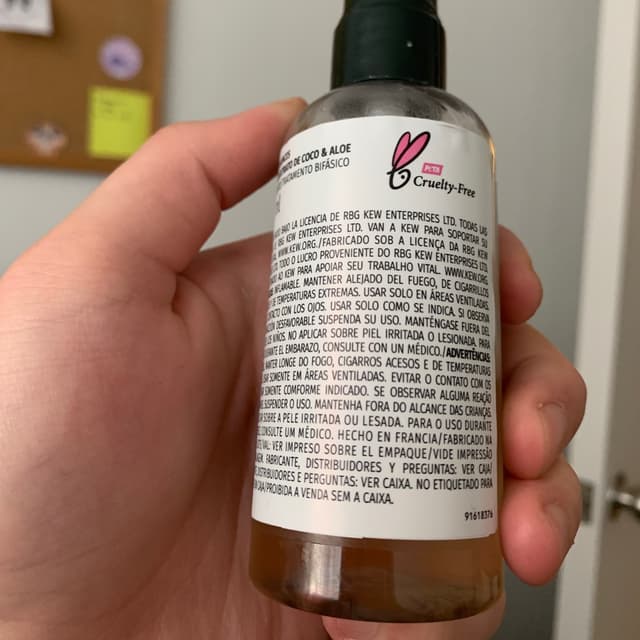 DE COCO & ALOE
TRATAMENTO BIFÁSICO
PETA
Cruelty-Free
BAJO LA LICENCIA DE RBG KEW ENTERPRISES LTD. TODAS LAS
RBG KEW ENTERPRISES LTD. VAN A KEW PARA SOPORTAR SU
WWW.KEW.ORG./FABRICADO SOB A LICENÇA DA RBG KEW
TODO O LUCRO PROVENIENTE DO RBG KEW ENTERPRISES LTD.
AO KEW PARA APOIAR SEU TRABALHO VITAL. WWW.KEW.ORG.
INFLAMABLE. MANTENER ALEJADO DEL FUEGO, DE CIGARRILLOS
DE TEMPERATURAS EXTREMAS. USAR SOLO EN ÁREAS VENTILADAS.
CON LOS OJOS. USAR SOLO COMO SE INDICA. SI OBSERVA
DESFAVORABLE SUSPENDA SU USO. MANTÉNGASE FUERA DEL
NIÑOS. NO APLICAR SOBRE PIEL IRRITADA O LESIONADA. PARA
EL EMBARAZO, CONSULTE CON UN MÉDICO./ADVERTÊNCIAS:
LONGE DO FOGO, CIGARROS ACESOS E DE TEMPERATURAS
SOMENTE EM ÁREAS VENTILADAS. EVITAR O CONTATO COM OS
SOMENTE CONFORME INDICADO. SE OBSERVAR ALGUMA REAÇÃO
SUSPENDER O USO. MANTENHA FORA DO ALCANCE DAS CRIANÇAS.
SOBRE A PELE IRRITADA OU LESADA. PARA O USO DURANTE
CONSULTE UM MÉDICO. HECHO EN FRANCIA/FABRICADO NA
VER IMPRESO SOBRE EL EMPAQUE/VIDE IMPRESSÃO
FABRICANTE, DISTRIBUIDORES Y PREGUNTAS: VER CAJA/
DISTRIBUIDORES E PERGUNTAS: VER CAIXA. NO ETIQUETADO PARA
CAJA/PROIBIDA A VENDA SEM A CAIXA.
91618376